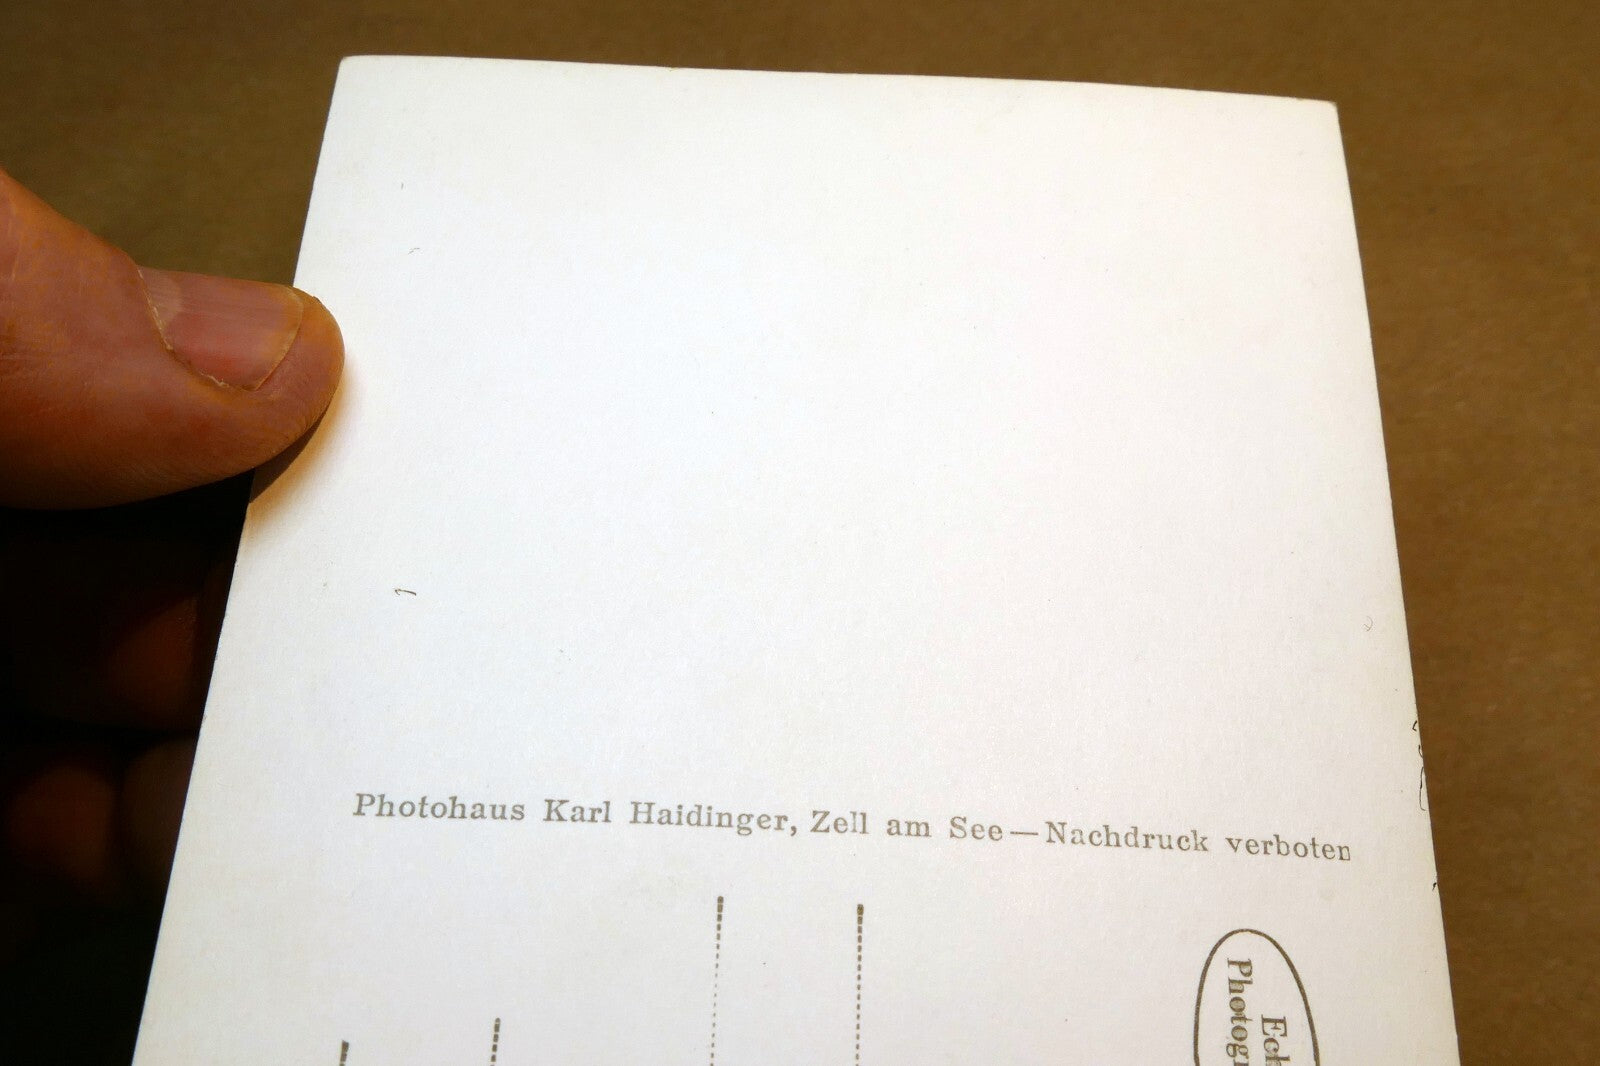 Photohaus Karl Haidinger, Zell am See — Nachdruck verboten